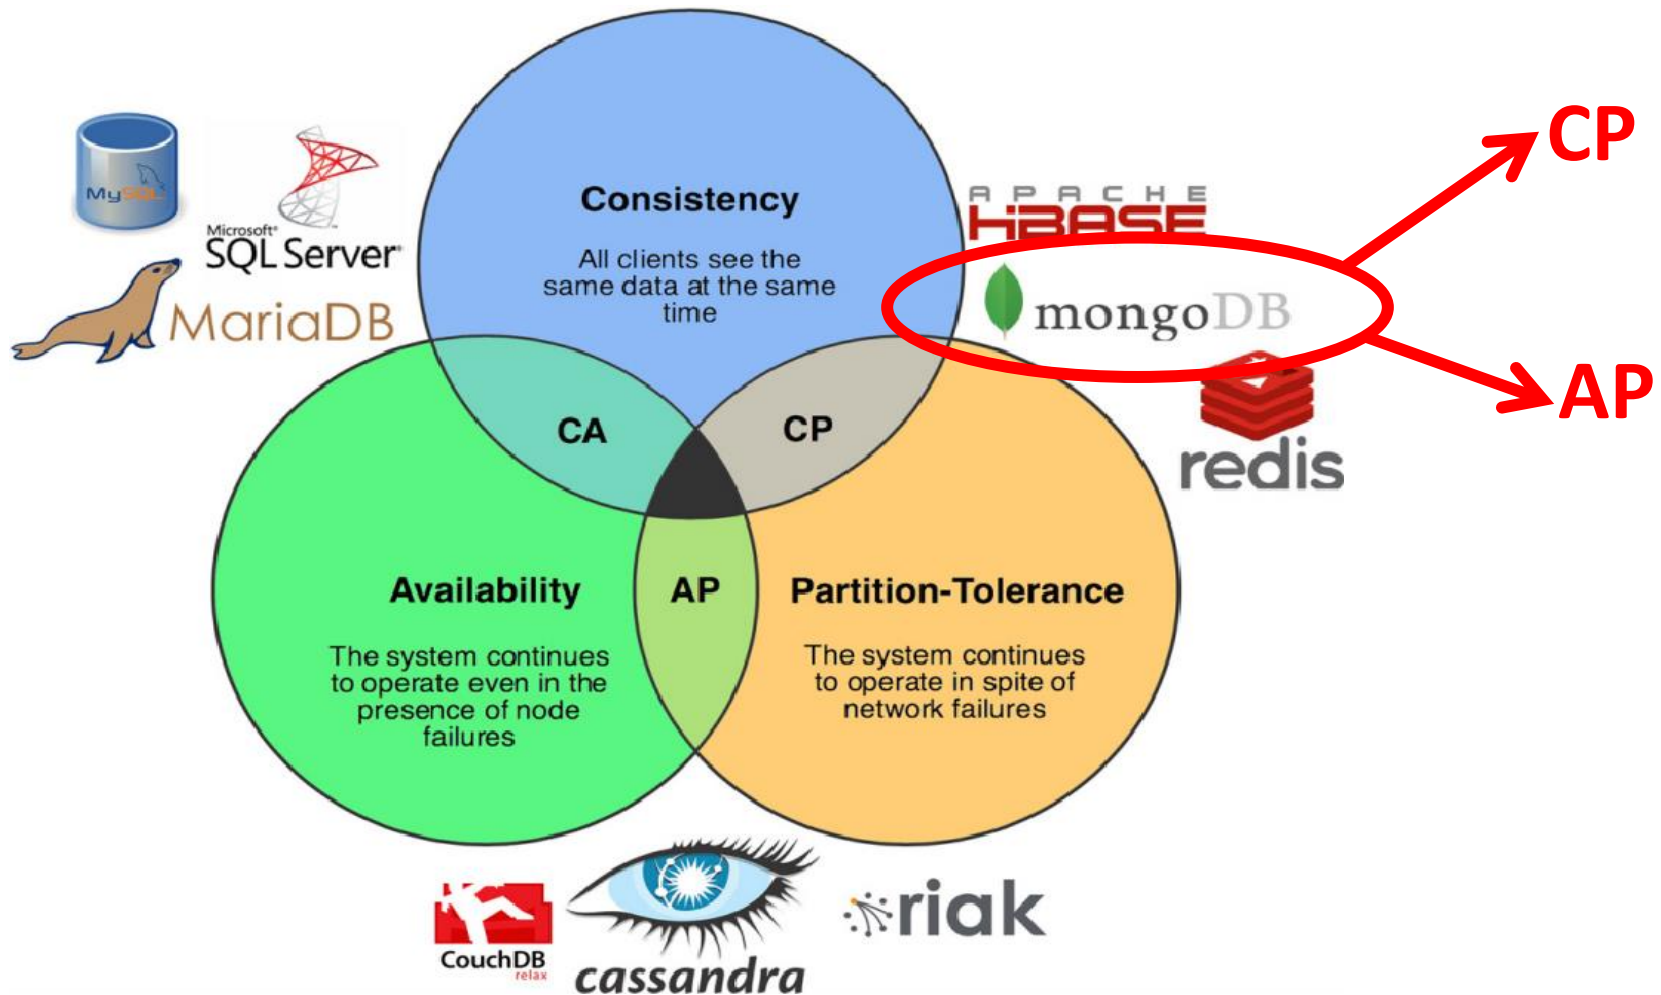 Consistency
All clients see the
same data at the same
time
MySQL
Microsoft®
SQL Server®
MariaDB
APACHE
HBASE
mongoDB
redis
CP
AP
CA
CP
AP
Availability
The system continues
to operate even in the
presence of node
failures
Partition-Tolerance
The system continues
to operate in spite of
network failures
CouchDB
relax
cassandra
riak